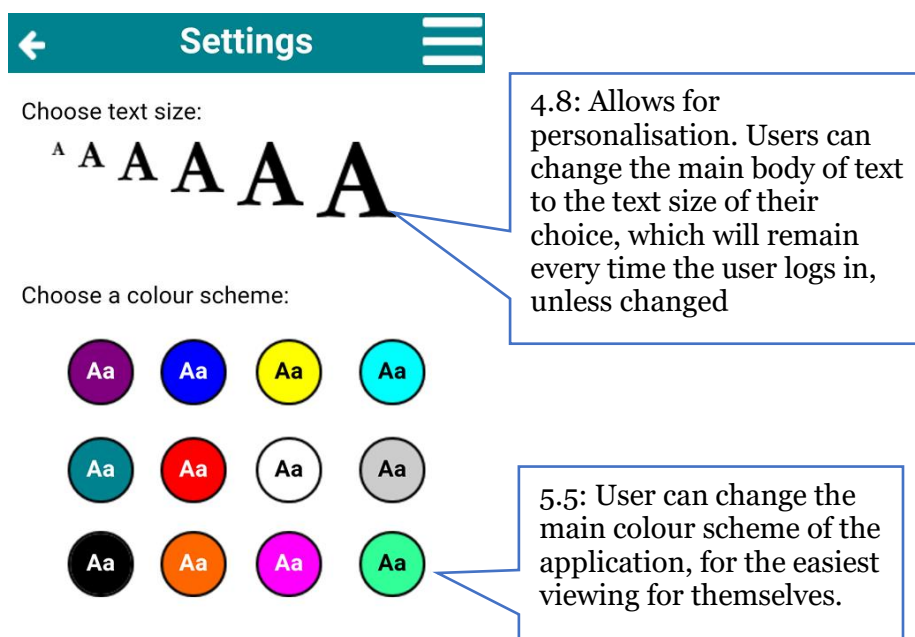 Settings
Choose text size:
A A A A A A
4.8: Allows for
personalisation. Users can
change the main body of text
to the text size of their
choice, which will remain
every time the user logs in,
unless changed
Choose a colour scheme:
Aa Aa Aa Aa
Aa Aa Aa Aa
Aa Aa Aa Aa
5.5: User can change the
main colour scheme of the
application, for the easiest
viewing for themselves.